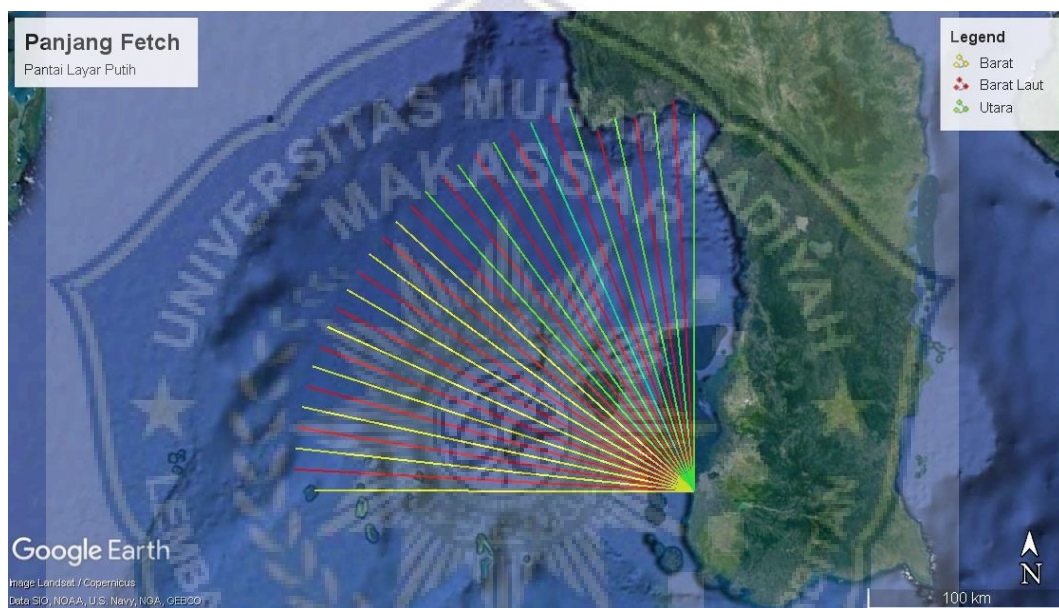 Panjang Fetch
Pantai Layar Putih
Legend
Barat
Barat Laut
Utara
UNIVERSITAS MUHAMMADIYAH
MAKASSAR
LEMB
Google Earth
Image Landsat / Copernicus
Data SIO, NOAA, U.S. Navy, NGA, GEBCO
100 km
N